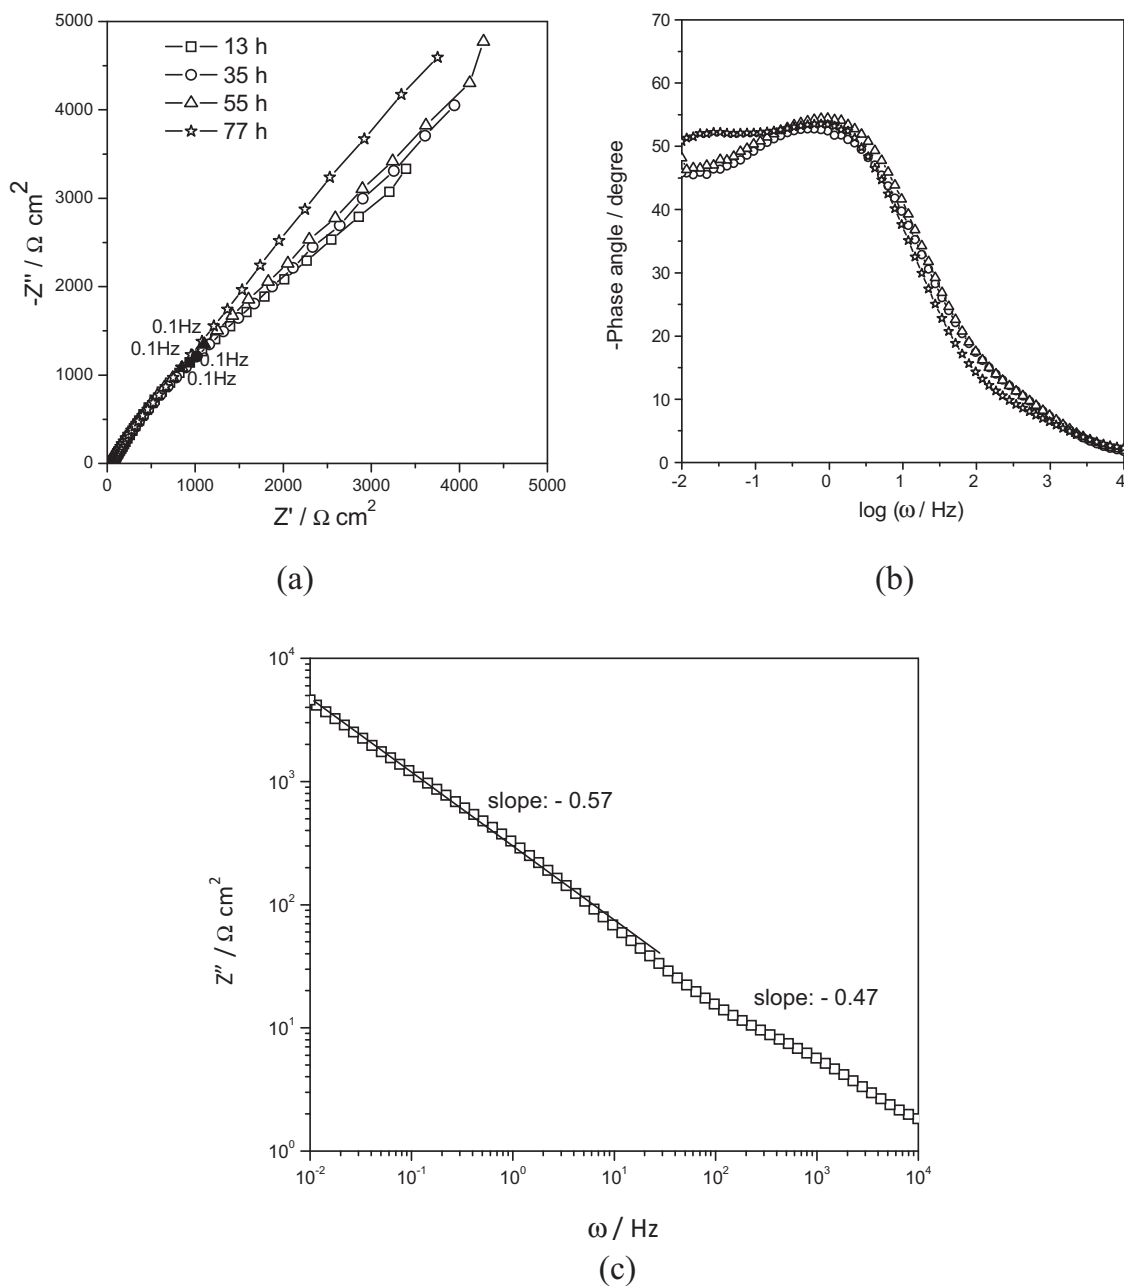 5000
4000
3000
2000
1000
0
-Z" / Ω cm²
13 h
35 h
55 h
77 h
0.1Hz
0.1Hz
0.1Hz
0.1Hz
0 1000 2000 3000 4000 5000
Z' / Ω cm²
(a)
70
60
50
40
30
20
10
0
-Phase angle / degree
-2 -1 0 1 2 3 4
log (ω / Hz)
(b)
10⁴
10³
10²
10¹
10⁰
Z" / Ω cm²
slope: - 0.57
slope: - 0.47
10⁻² 10⁻¹ 10⁰ 10¹ 10² 10³ 10⁴
ω / Hz
(c)